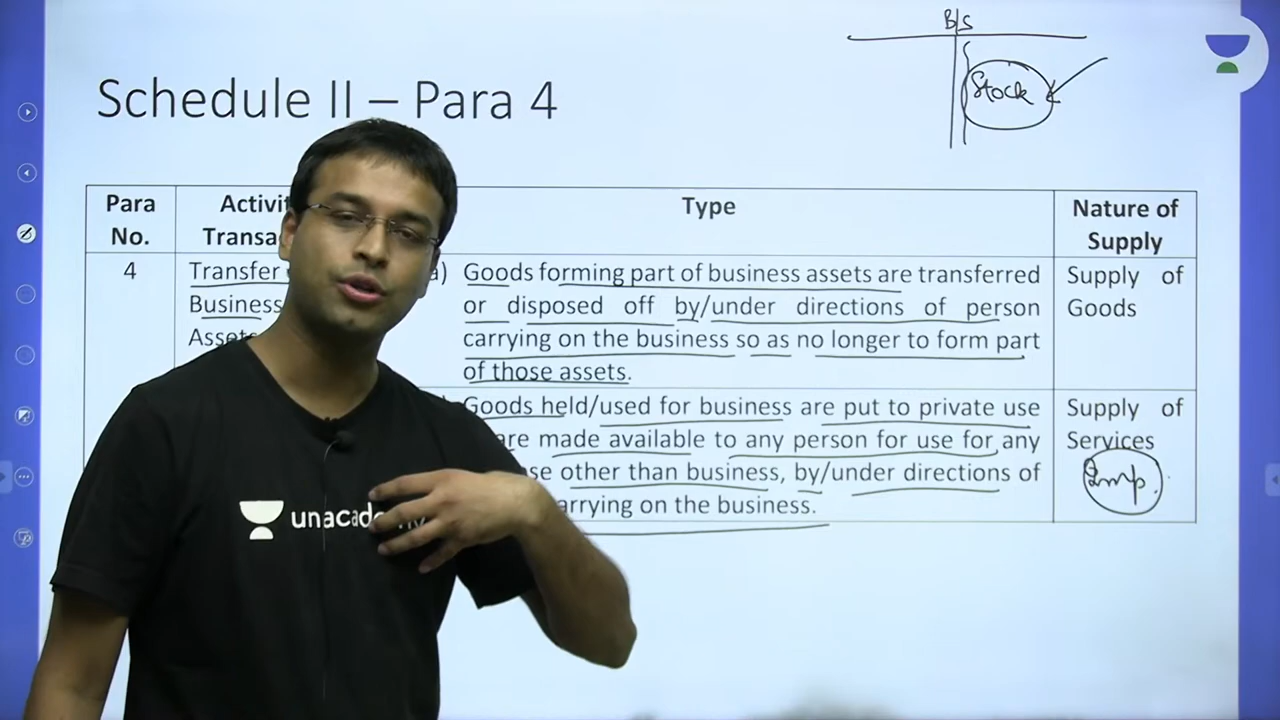 B/S
Stock
Schedule II – Para 4
Para No.
Activi
Transa
Type
Nature of Supply
4
Transfer
Business
Assets
a) Goods forming part of business assets are transferred
or disposed off by/under directions of person
carrying on the business so as no longer to form part
of those assets.
Supply of
Goods
Goods held/used for business are put to private use
are made available to any person for use for any
se other than business, by/under directions of
arrying on the business.
Supply of
Services
Imp.
unacademy